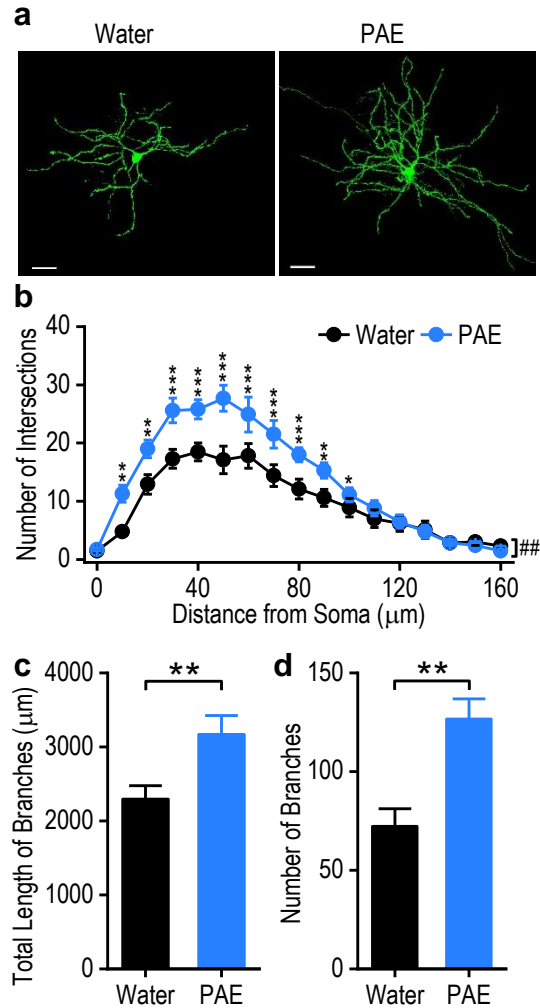 a
Water PAE
b
Number of Intersections
40
30
20
10
0
Water PAE
** ** *** *** *** *** *** *** ** *
##
0 40 80 120 160
Distance from Soma (μm)
c
Total Length of Branches (μm)
4000
3000
2000
1000
0
**
Water PAE
d
Number of Branches
150
100
50
0
**
Water PAE